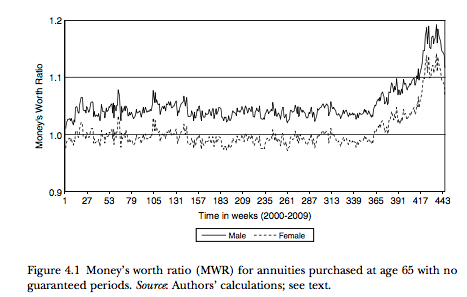 1.2
1.1
1.0
0.9
Money's Worth Ratio
1 27 53 79 105 131 157 183 209 235 261 287 313 339 365 391 417 443
Time in weeks (2000-2009)
Male Female
Figure 4.1 Money's worth ratio (MWR) for annuities purchased at age 65 with no
guaranteed periods. Source: Authors' calculations; see text.